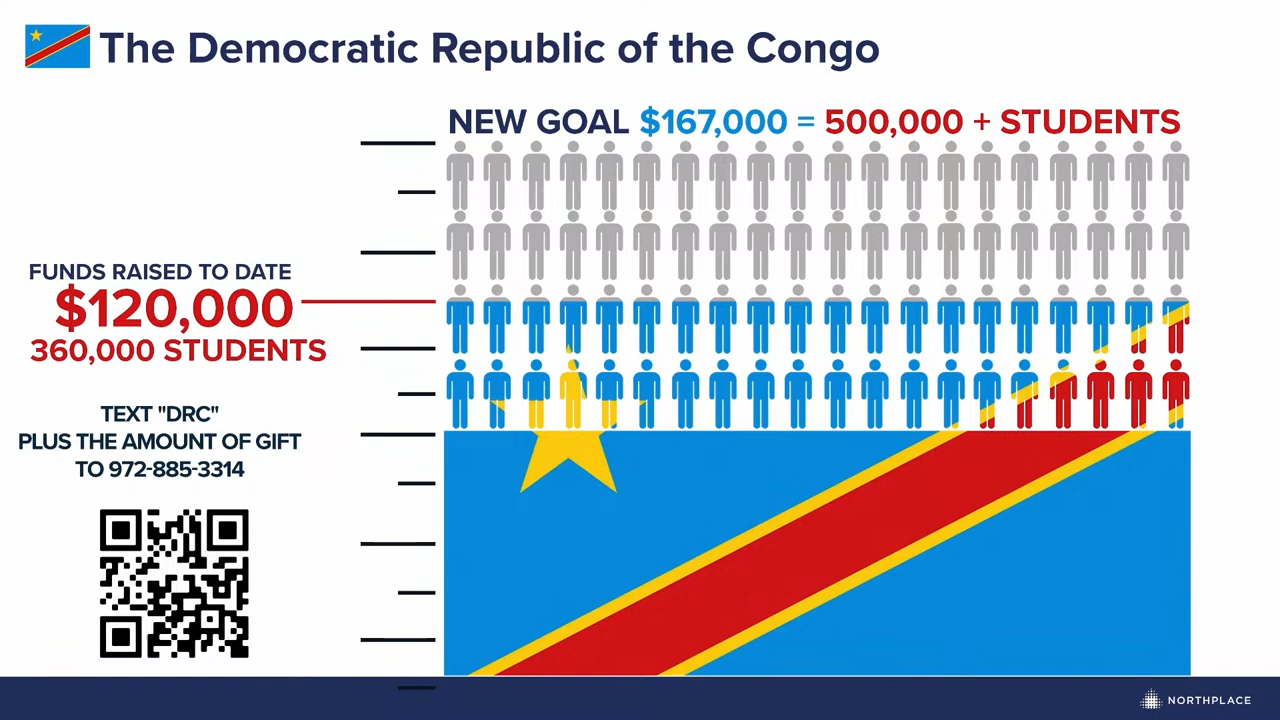 The Democratic Republic of the Congo
NEW GOAL $167,000 = 500,000 + STUDENTS
FUNDS RAISED TO DATE
$120,000
360,000 STUDENTS
TEXT "DRC"
PLUS THE AMOUNT OF GIFT
TO 972-885-3314
NORTHPLACE